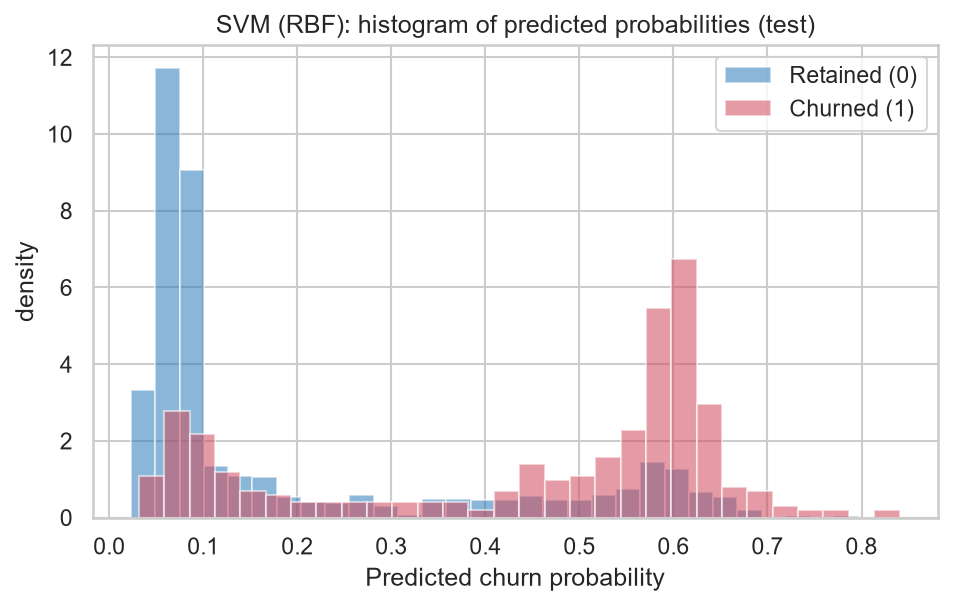 SVM (RBF): histogram of predicted probabilities (test)
Retained (0)
Churned (1)
density
12
10
8
6
4
2
0
0.0 0.1 0.2 0.3 0.4 0.5 0.6 0.7 0.8
Predicted churn probability